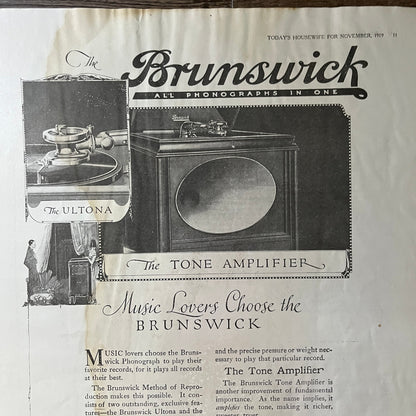 TODAY'S HOUSEWIFE FOR NOVEMBER, 1919 11
The
Brunswick
ALL PHONOGRAPHS IN ONE
The ULTONA
The TONE AMPLIFIER
Music Lovers Choose the
BRUNSWICK
MUSIC lovers choose the Bruns-
wick Phonograph to play their
favorite records, for it plays all records
at their best.
The Brunswick Method of Repro-
duction makes this possible. It con-
sists of two outstanding, exclusive fea-
tures—the Brunswick Ultona and the
and the precise pressure or weight nec-
essary to play that particular record.
The Tone Amplifier
The Brunswick Tone Amplifier is
another improvement of fundamental
importance. As the name implies, it
amplifies the tone, making it richer,
sweeter,